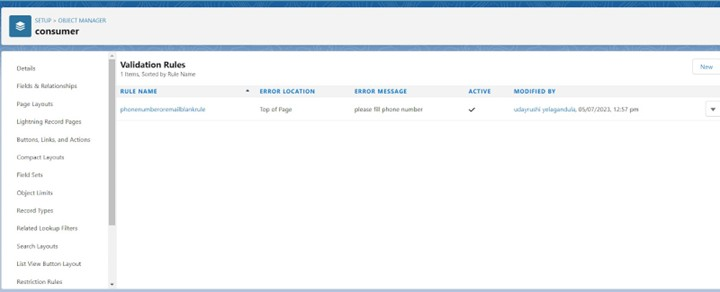 SETUP > OBJECT MANAGER
consumer
Details
Fields & Relationships
Page Layouts
Lightning Record Pages
Buttons, Links, and Actions
Compact Layouts
Field Sets
Object Limits
Record Types
Related Lookup Filters
Search Layouts
List View Button Layout
Restriction Rules
Validation Rules
1 Items, Sorted by Rule Name
New
RULE NAME ERROR LOCATION ERROR MESSAGE ACTIVE MODIFIED BY
phonenumberoremailblankrule Top of Page please fill phone number udayrushi yelagandula, 05/07/2023, 12:57 pm